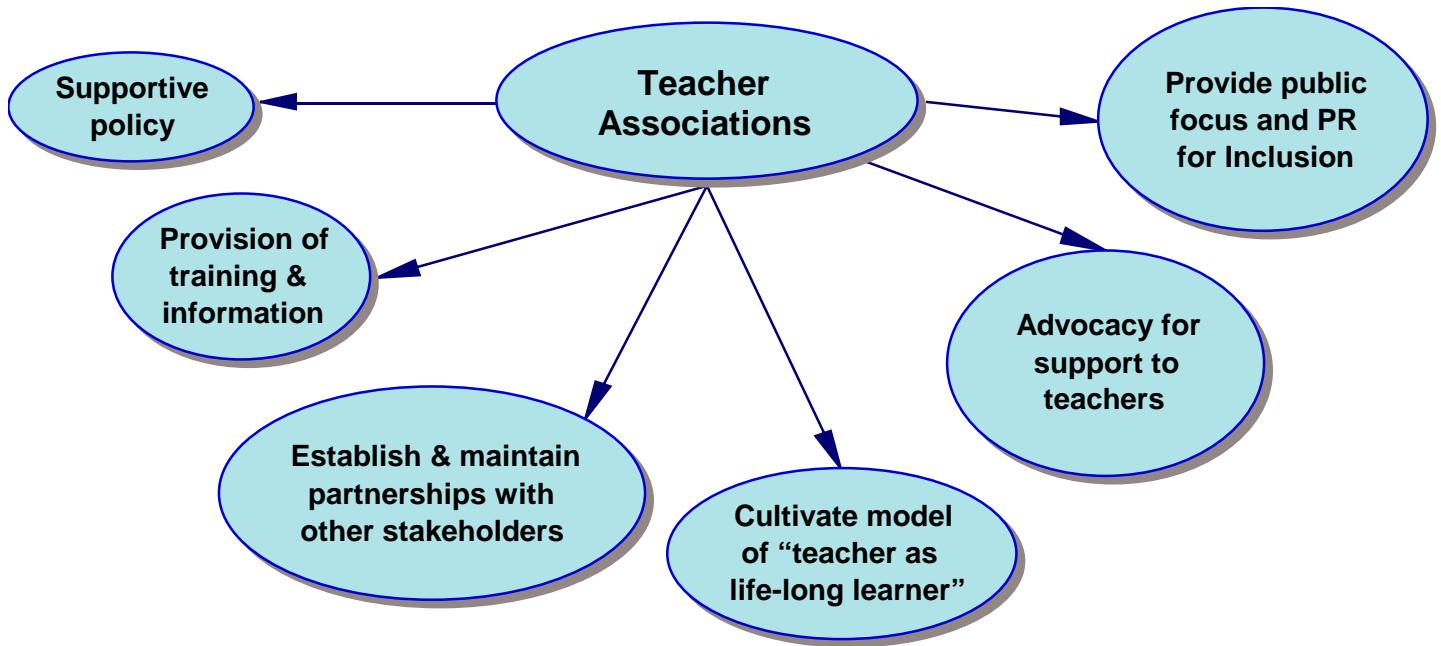 Teacher
Associations
Supportive
policy
Provide public
focus and PR
for Inclusion
Provision of
training &
information
Advocacy for
support to
teachers
Establish & maintain
partnerships with
other stakeholders
Cultivate model
of “teacher as
life-long learner”